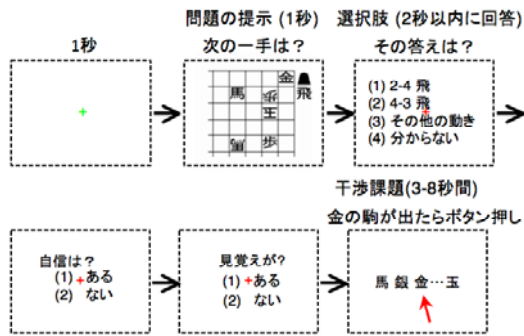 1秒
問題の提示 (1秒)
次の一手は？
金
馬
歩
飛
王
馬
歩
選択肢 (2秒以内に回答)
その答えは？
(1) 2-4 飛
(2) 4-3 飛
(3) その他の動き
(4) 分からない
自信は？
(1) ある
(2) ない
見覚えが?
(1) ある
(2) ない
干渉課題(3-8秒間)
金の駒が出たらボタン押し
馬 銀 金…玉